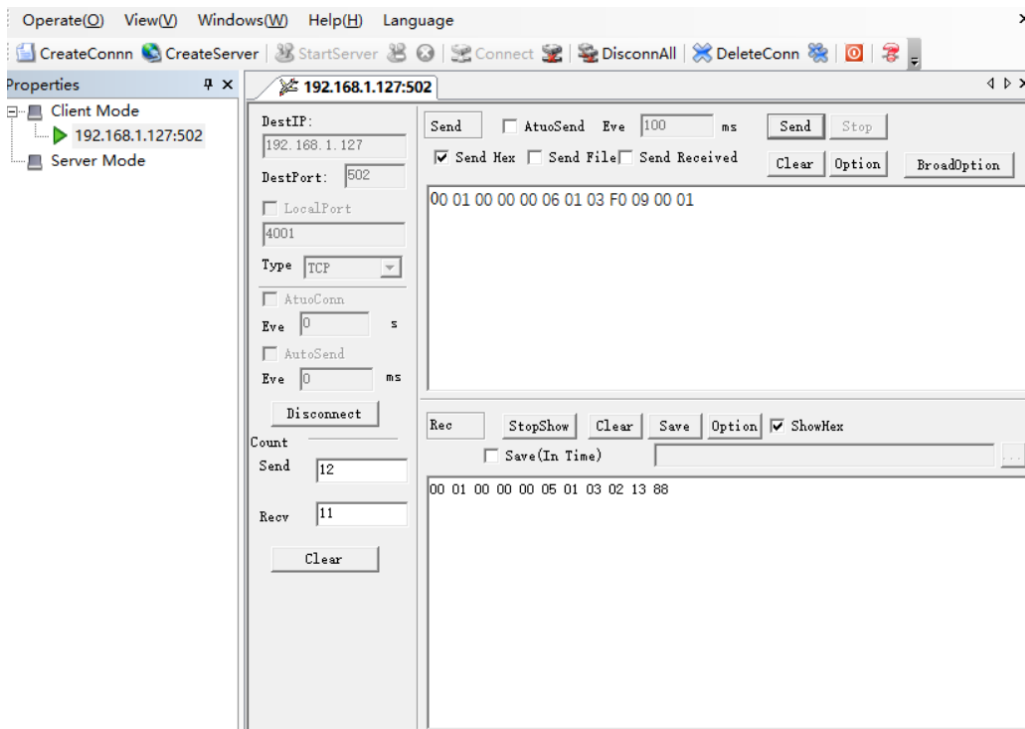 Operate(O) View(V) Windows(W) Help(H) Language
CreateConnn CreateServer StartServer Connect DisconnAll DeleteConn
Properties
Client Mode
192.168.1.127:502
Server Mode
192.168.1.127:502
DestIP:
192.168.1.127
DestPort: 502
LocalPort
4001
Type TCP
AtuoConn
Eve 0 s
AutoSend
Eve 0 ms
Disconnect
Count
Send 12
Recv 11
Clear
Send AtuoSend Eve 100 ms Send Stop
Send Hex Send File Send Received Clear Option BroadOption
00 01 00 00 00 06 01 03 F0 09 00 01
Rec StopShow Clear Save Option ShowHex
Save(In Time) ...
00 01 00 00 00 05 01 03 02 13 88